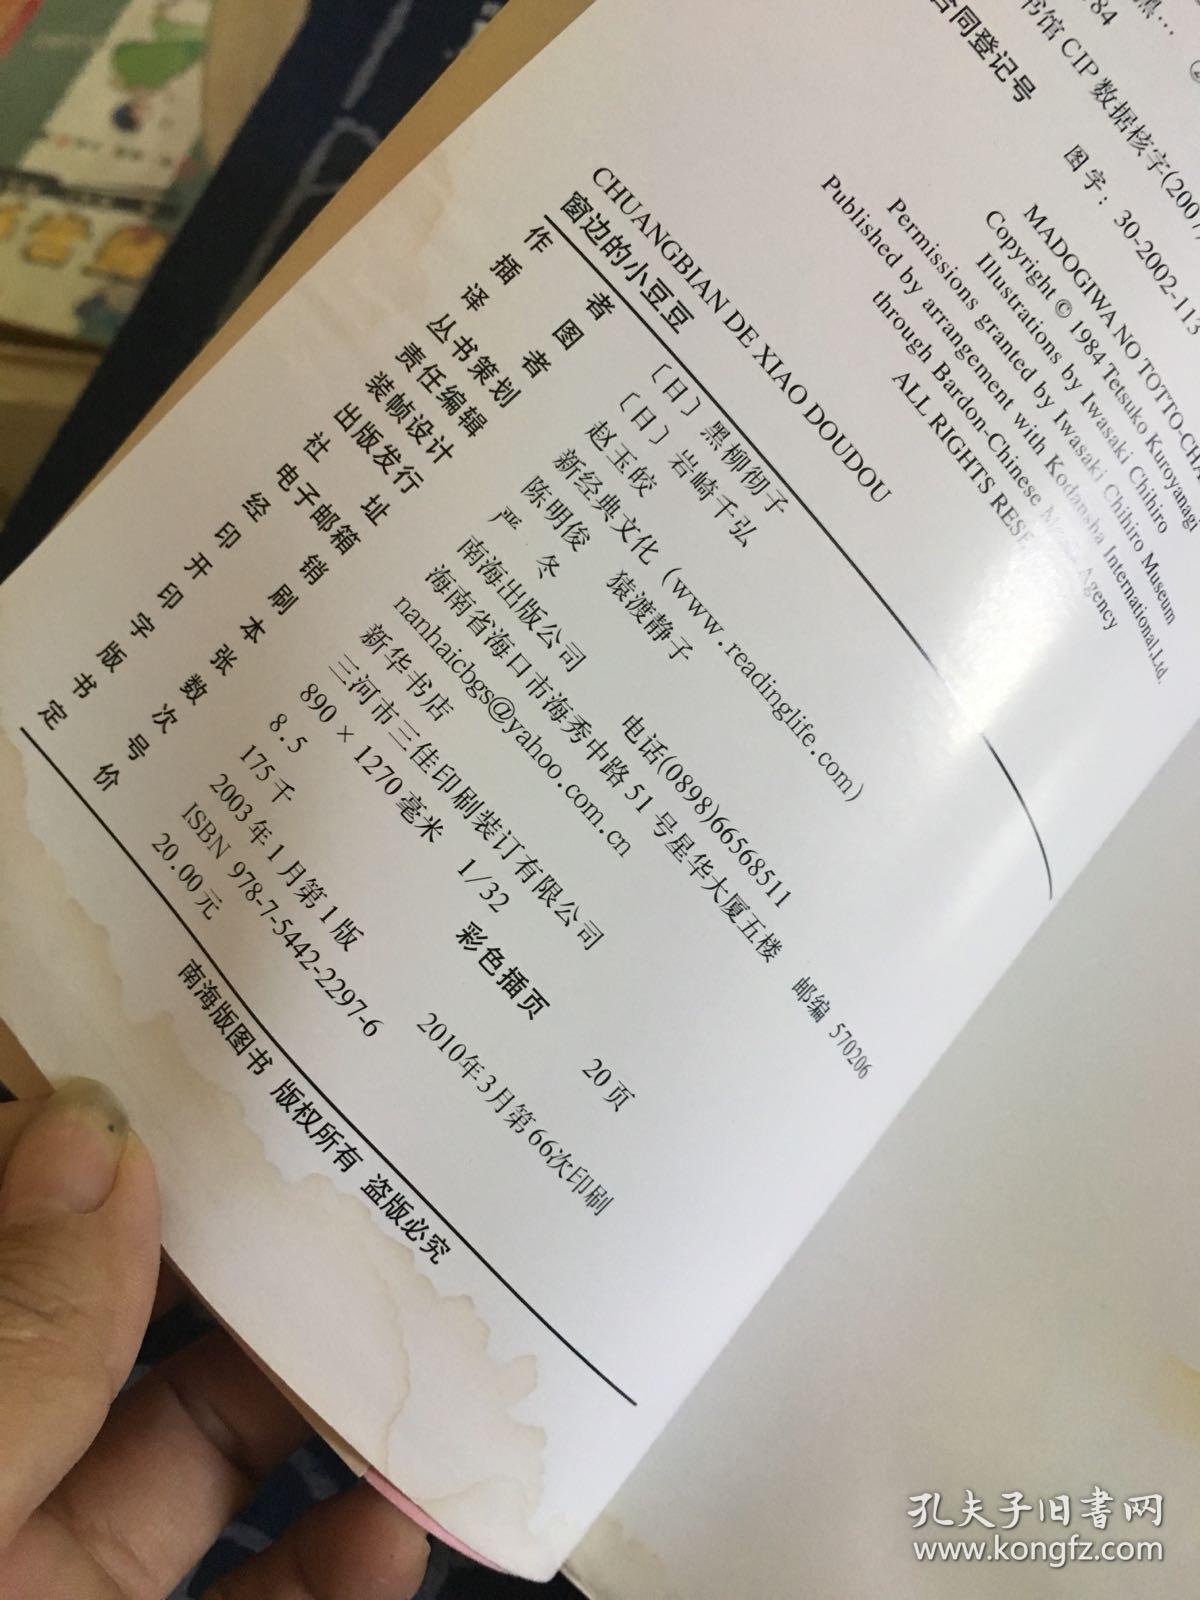 书馆 CIP 数据核字(2007
合同登记号
图字：30-2002-113
MADOGIWA NO TOTTO-CHA
Copyright © 1984 Tetsuko Kuroyanagi
Illustrations by Iwasaki Chihiro
Permissions granted by Iwasaki Chihiro Museum
Published by arrangement with Kodansha International, Ltd.
through Bardon-Chinese Agency
ALL RIGHTS
CHUANGBIAN DE XIAO DOUDOU
窗边的小豆豆
作者 〔日〕黑柳彻子
插图 〔日〕岩崎千弘
译者 赵玉皎
丛书策划 新经典文化（www.readinglife.com）
责任编辑 陈明俊 猿渡静子
装帧设计 严冬
出版发行 南海出版公司 电话(0898)66568511
社址 海南省海口市海秀中路51号星华大厦五楼 邮编 570206
电子邮箱 nanhaicbgs@yahoo.com.cn
经销 新华书店
印刷 三河市三佳印刷装订有限公司
开本 890×1270毫米 1/32
印张 8.5 彩色插页 20页
字数 175千
版次 2003年1月第1版 2010年3月第66次印刷
书号 ISBN 978-7-5442-2297-6
定价 20.00元
南海版图书 版权所有 盗版必究
孔夫子旧书网
www.kongfz.com